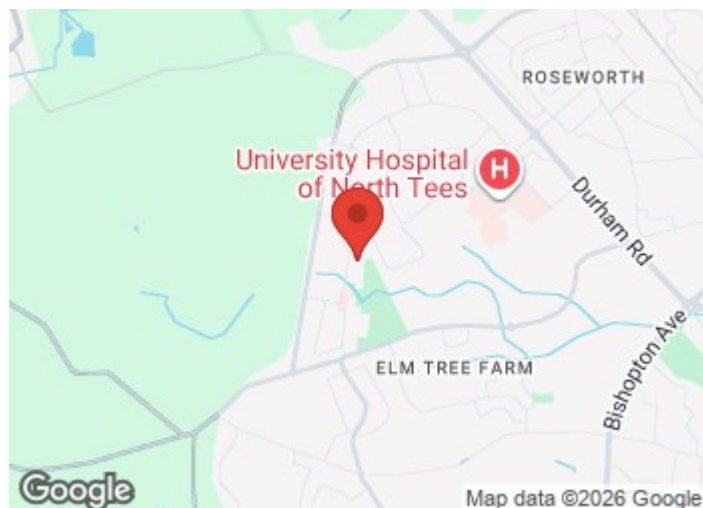 ROSEWORTH
University Hospital
of North Tees
H
Durham Rd
ELM TREE FARM
Bishopton Ave
Google
Map data ©2026 Google